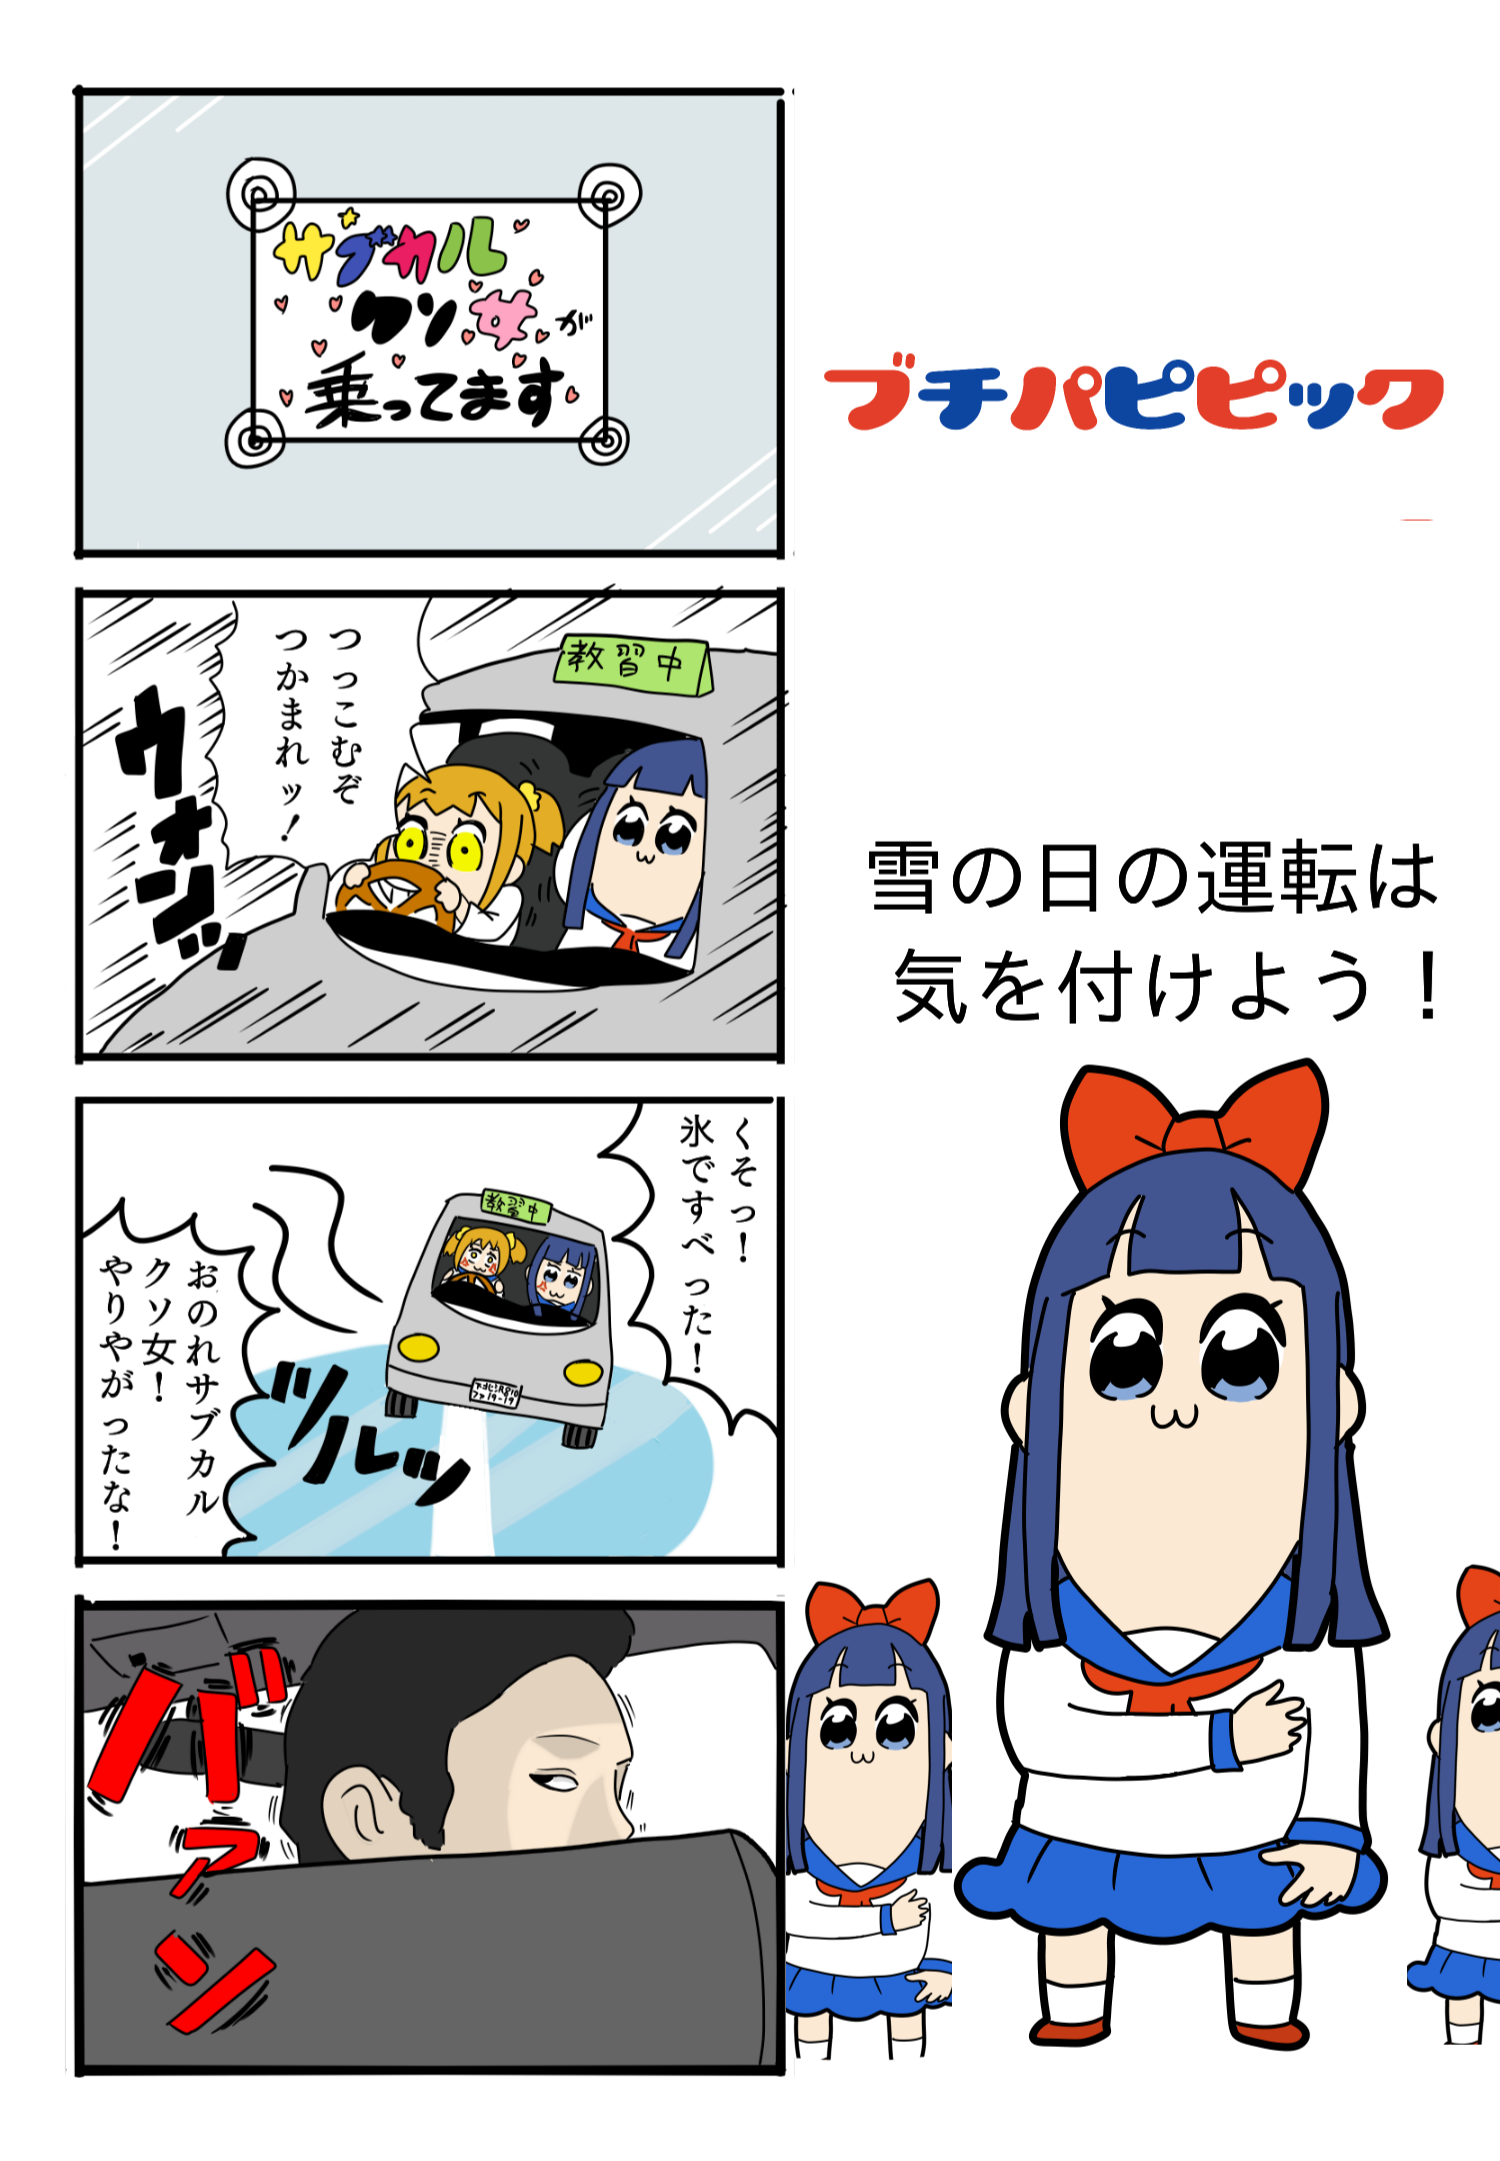 サブカル
クソ女が
乗ってます
教習中
つっこむぞ
つかまれッ！
ウォンッ
くそっ！
氷ですべった！
教習中
ツルッ
おのれサブカル
クソ女！
やりやがったな！
バァン
ブチパピピック
雪の日の運転は
気を付けよう！